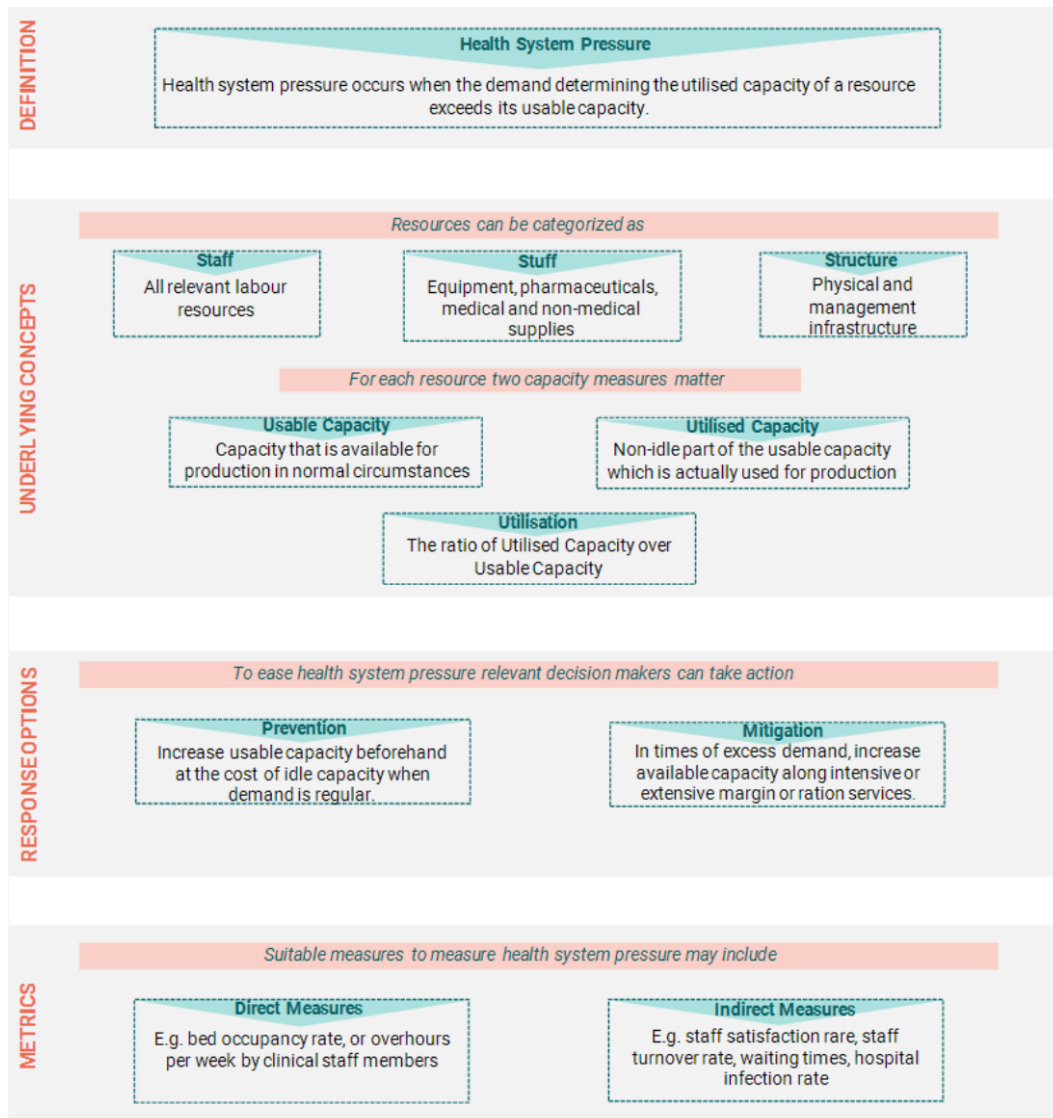 DEFINITION
Health System Pressure
Health system pressure occurs when the demand determining the utilised capacity of a resource
exceeds its usable capacity.
UNDERLYING CONCEPTS
Resources can be categorized as
Staff
All relevant labour
resources
Stuff
Equipment, pharmaceuticals,
medical and non-medical
supplies
Structure
Physical and
management
infrastructure
For each resource two capacity measures matter
Usable Capacity
Capacity that is available for
production in normal circumstances
Utilised Capacity
Non-idle part of the usable capacity
which is actually used for production
Utilisation
The ratio of Utilised Capacity over
Usable Capacity
RESPONSE OPTIONS
To ease health system pressure relevant decision makers can take action
Prevention
Increase usable capacity beforehand
at the cost of idle capacity when
demand is regular.
Mitigation
In times of excess demand, increase
available capacity along intensive or
extensive margin or ration services.
METRICS
Suitable measures to measure health system pressure may include
Direct Measures
E.g. bed occupancy rate, or overhours
per week by clinical staff members
Indirect Measures
E.g. staff satisfaction rare, staff
turnover rate, waiting times, hospital
infection rate